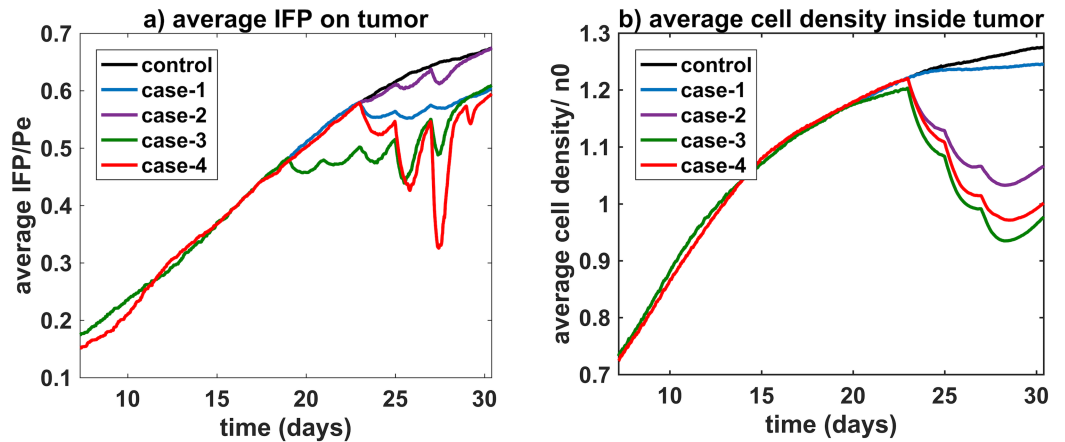 a) average IFP on tumor
0.7
0.6
0.5
0.4
0.3
0.2
0.1
average IFP/Pe
control
case-1
case-2
case-3
case-4
10
15
20
25
30
time (days)
b) average cell density inside tumor
1.3
1.2
1.1
1
0.9
0.8
0.7
average cell density/ n0
control
case-1
case-2
case-3
case-4
10
15
20
25
30
time (days)